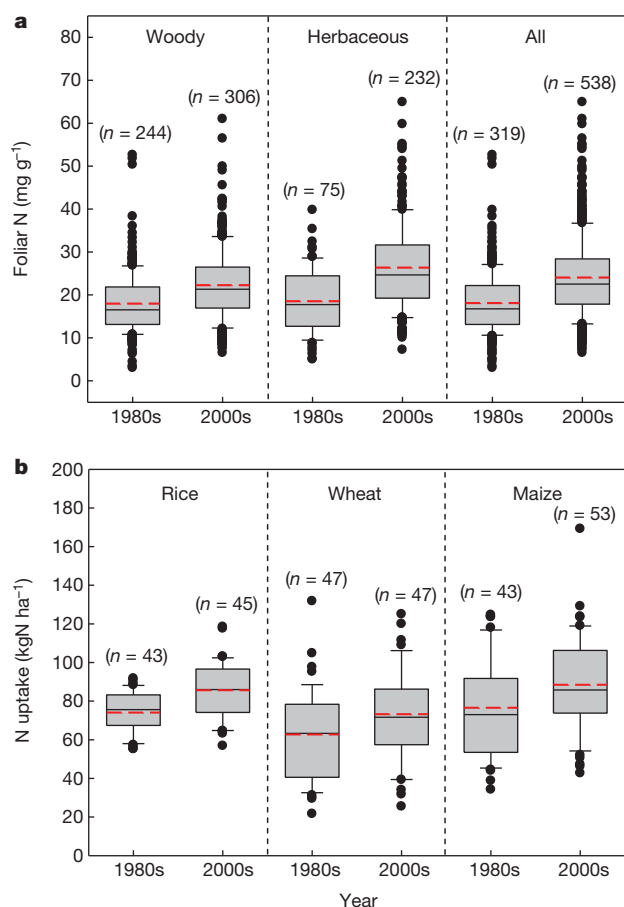 a
Woody Herbaceous All
80
70
60
50
40
30
20
10
0
Foliar N (mg g⁻¹)
(n = 244)
(n = 306)
(n = 75)
(n = 232)
(n = 319)
(n = 538)
1980s 2000s 1980s 2000s 1980s 2000s
b
Rice Wheat Maize
200
180
160
140
120
100
80
60
40
20
0
N uptake (kgN ha⁻¹)
(n = 43)
(n = 45)
(n = 47)
(n = 47)
(n = 43)
(n = 53)
1980s 2000s 1980s 2000s 1980s 2000s
Year